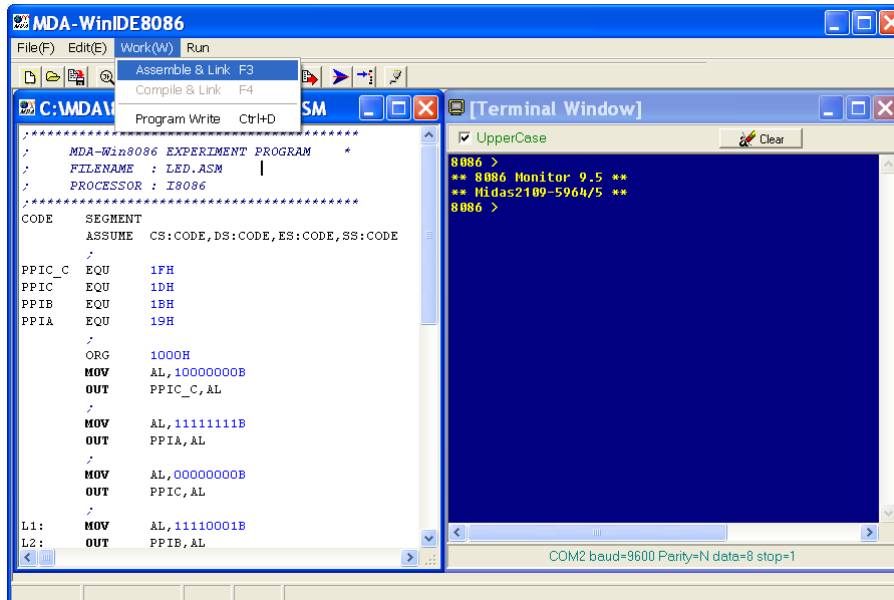 MDA-WinIDE8086
File(F) Edit(E) Work(W) Run
Assemble & Link F3
Compile & Link F4
Program Write Ctrl+D
C:\MDA\
SM
;******************************************
; MDA-Win8086 EXPERIMENT PROGRAM *
; FILENAME : LED.ASM
; PROCESSOR : I8086
;******************************************
CODE SEGMENT
ASSUME CS:CODE,DS:CODE,ES:CODE,SS:CODE
;
PPIC_C EQU 1FH
PPIC EQU 1DH
PPIB EQU 1BH
PPIA EQU 19H
;
ORG 1000H
MOV AL,10000000B
OUT PPIC_C,AL
;
MOV AL,11111111B
OUT PPIA,AL
;
MOV AL,00000000B
OUT PPIC,AL
;
L1: MOV AL,11110001B
L2: OUT PPIB,AL
[Terminal Window]
UpperCase Clear
8086 >
** 8086 Monitor 9.5 **
** Midas2109-5964/5 **
8086 >
COM2 baud=9600 Parity=N data=8 stop=1